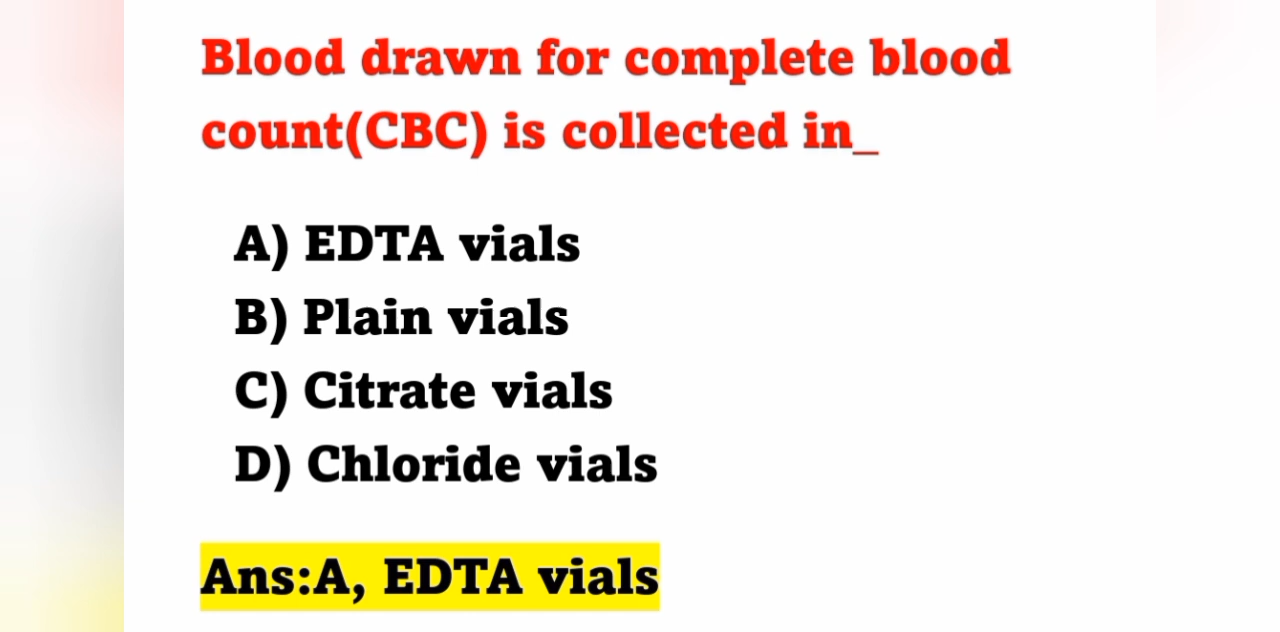 Blood drawn for complete blood
count(CBC) is collected in_
A) EDTA vials
B) Plain vials
C) Citrate vials
D) Chloride vials
Ans:A, EDTA vials